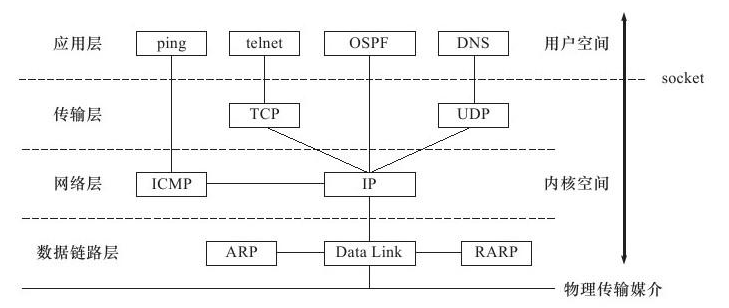 应用层 ping telnet OSPF DNS 用户空间
socket
传输层 TCP UDP
网络层 ICMP IP 内核空间
数据链路层 ARP Data Link RARP
物理传输媒介